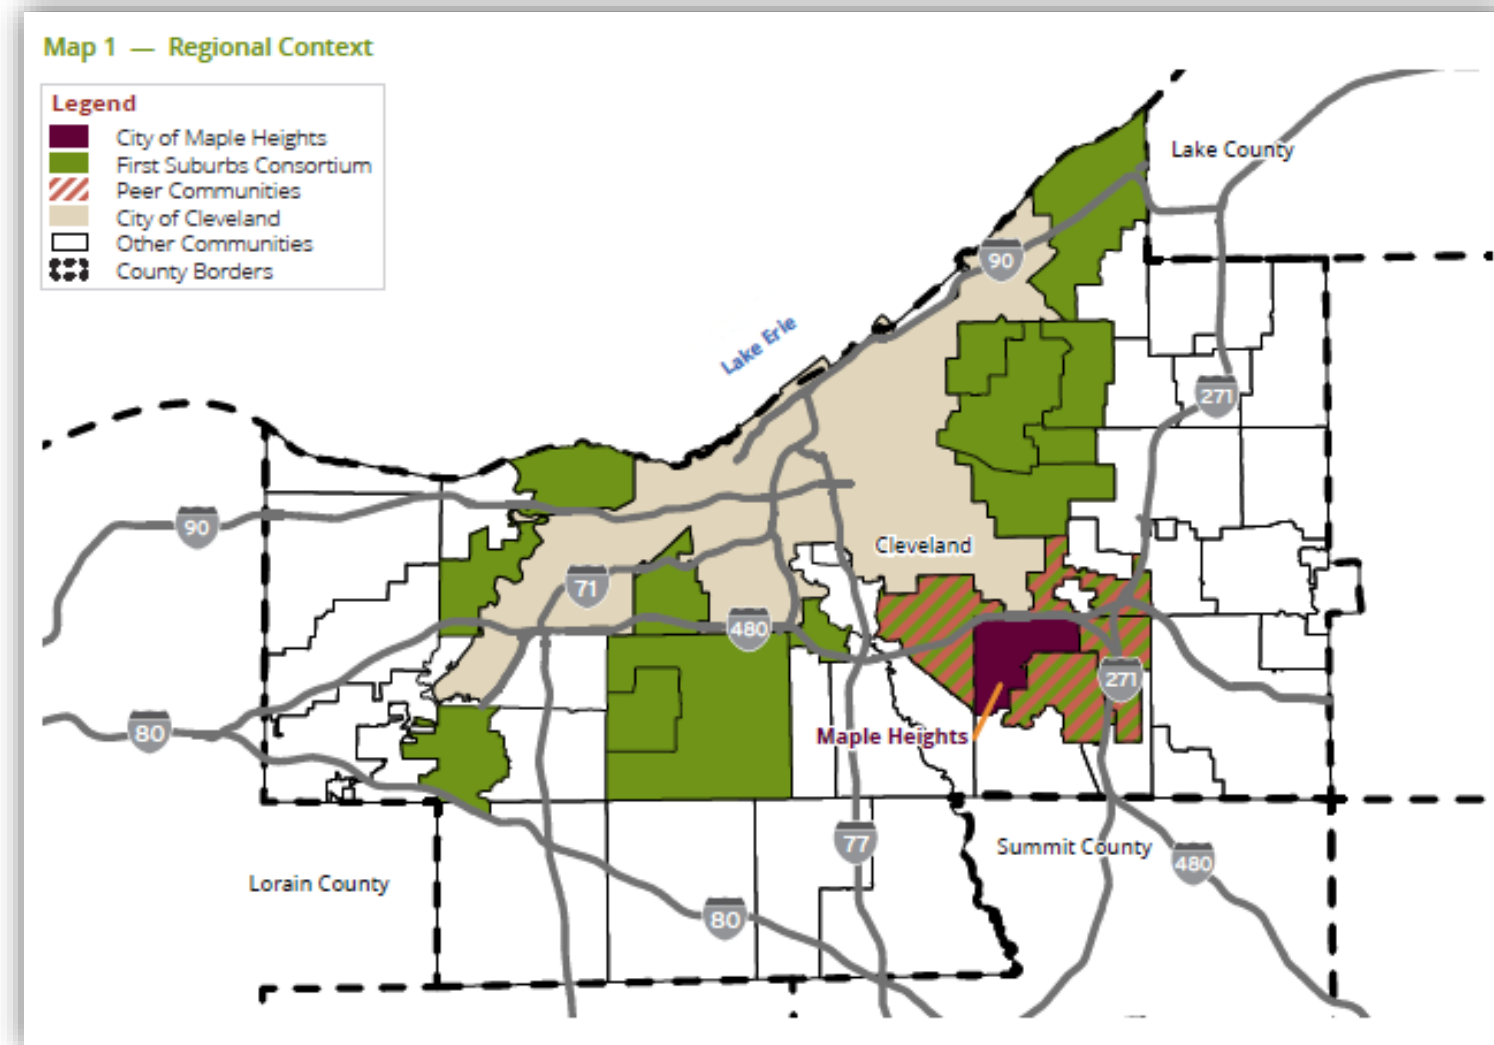 Map 1 — Regional Context
Legend
City of Maple Heights
First Suburbs Consortium
Peer Communities
City of Cleveland
Other Communities
County Borders
Lake County
90
Lake Erie
271
90
Cleveland
71
480
271
80
Maple Heights
77
Summit County
480
Lorain County
80